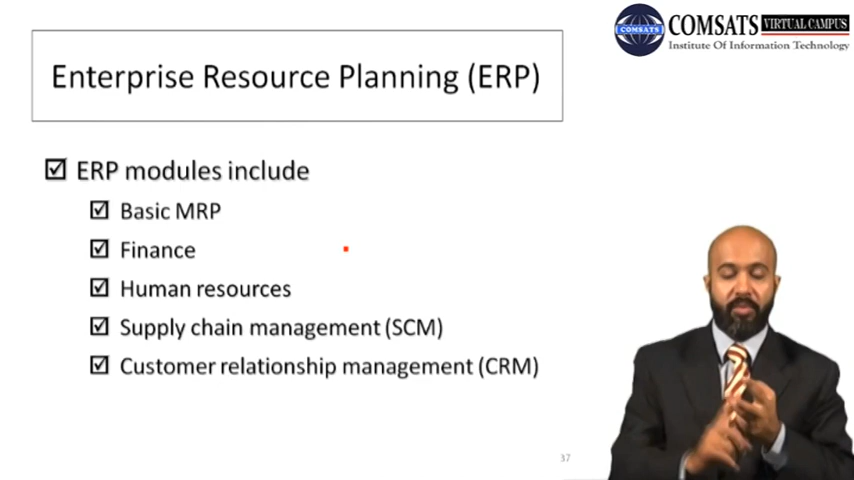 COMSATS VIRTUAL CAMPUS
Institute Of Information Technology
COMSATS
Enterprise Resource Planning (ERP)
ERP modules include
Basic MRP
Finance
Human resources
Supply chain management (SCM)
Customer relationship management (CRM)
37